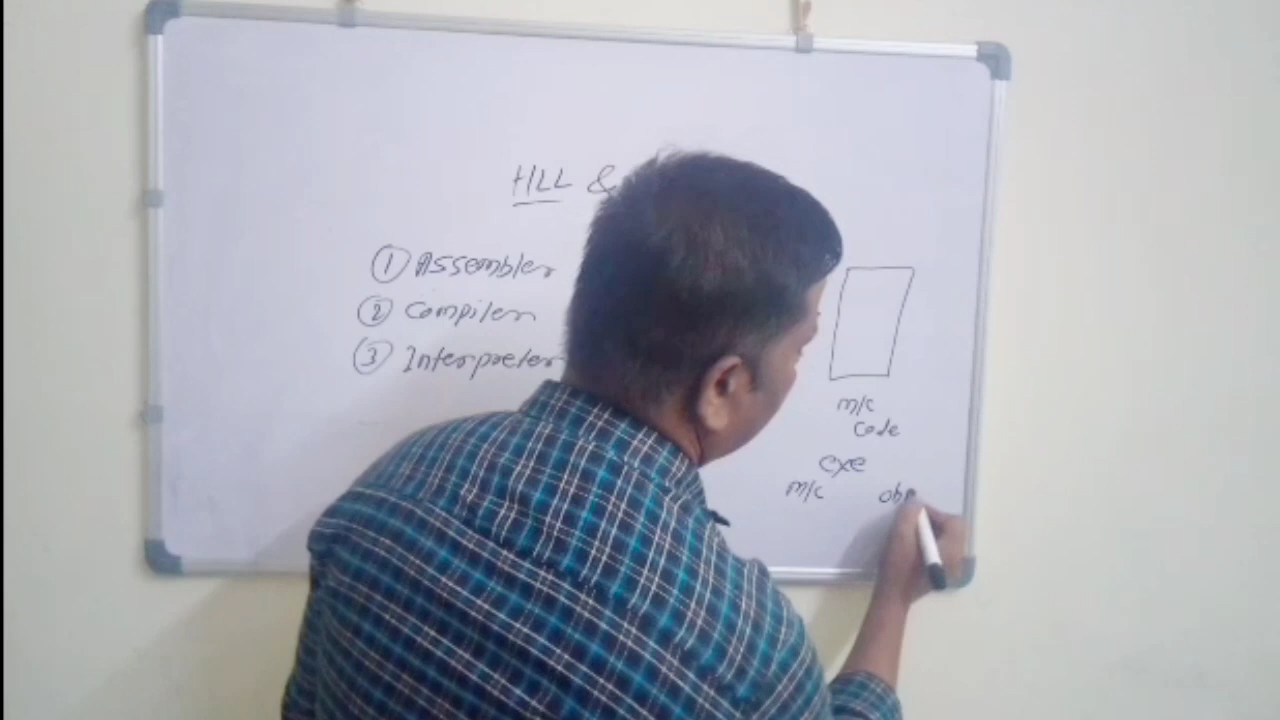 HLL &
① Assembler
② Compiler
③ Interpreter
m/c
code
exe
m/c obj